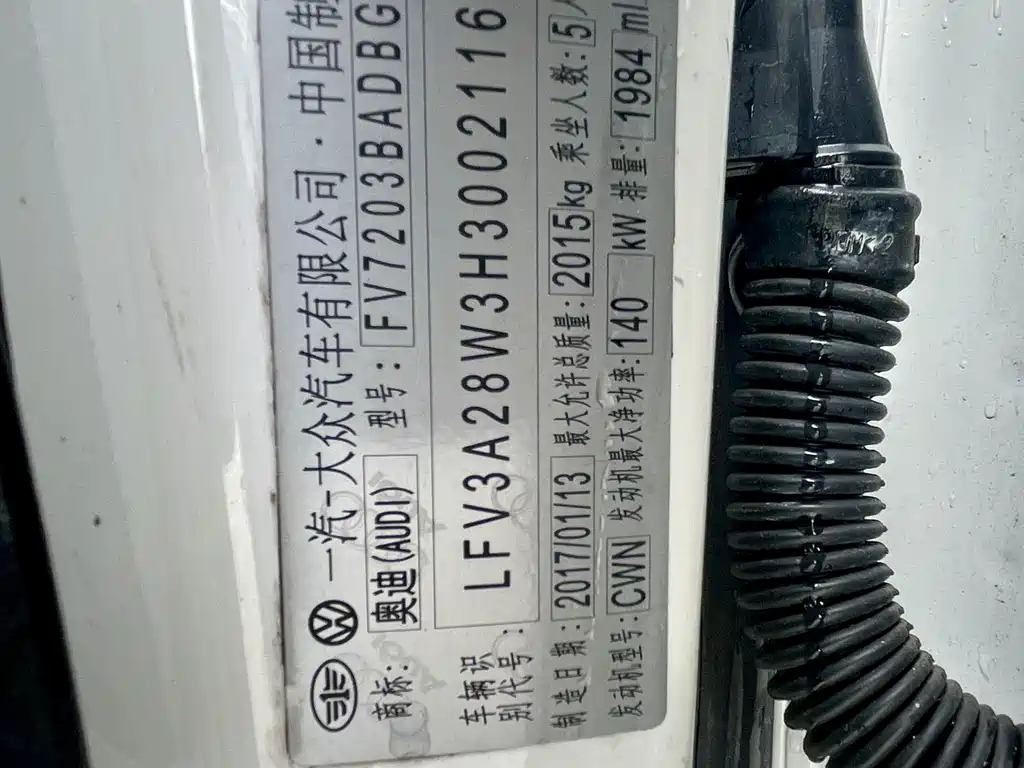 一汽-大众汽车有限公司·中国制
商标: 奥迪(AUDI) 型号: FV7203BADBG
车辆识别代号: LFV3A28W3H3002116
制造日期: 2017/01/13 最大允许总质量: 2015kg 乘坐人数: 5人
发动机型号: CWN 发动机最大净功率: 140 kW 排量: 1984 ml